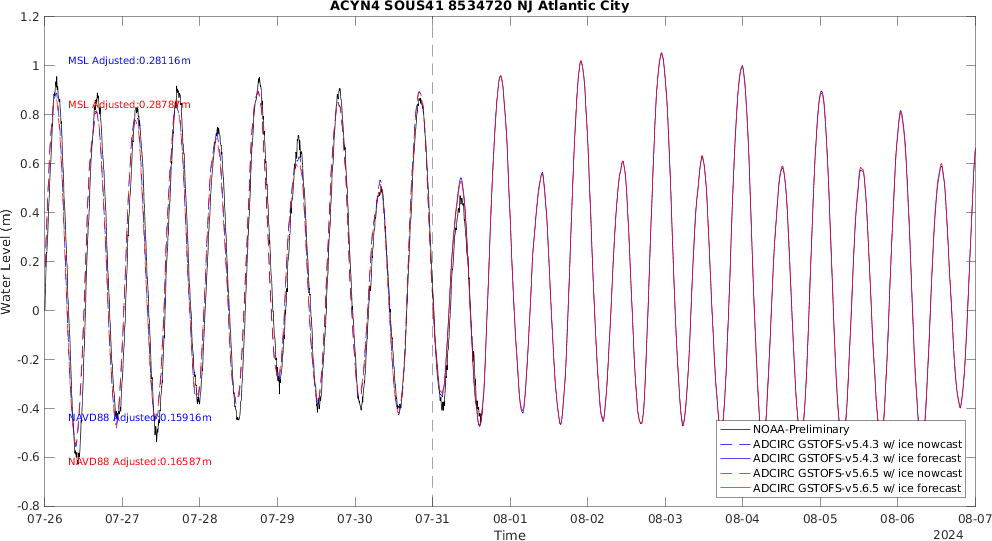 ACYN4 SOUS41 8534720 NJ Atlantic City
1.2
1
0.8
0.6
0.4
0.2
0
-0.2
-0.4
-0.6
-0.8
Water Level (m)
MSL Adjusted:0.28116m
MSL Adjusted:0.28787m
NAVD88 Adjusted:0.15916m
NAVD88 Adjusted:0.16587m
NOAA-Preliminary
ADCIRC GSTOFS-v5.4.3 w/ ice nowcast
ADCIRC GSTOFS-v5.4.3 w/ ice forecast
ADCIRC GSTOFS-v5.6.5 w/ ice nowcast
ADCIRC GSTOFS-v5.6.5 w/ ice forecast
07-26 07-27 07-28 07-29 07-30 07-31 08-01 08-02 08-03 08-04 08-05 08-06 08-07
Time
2024